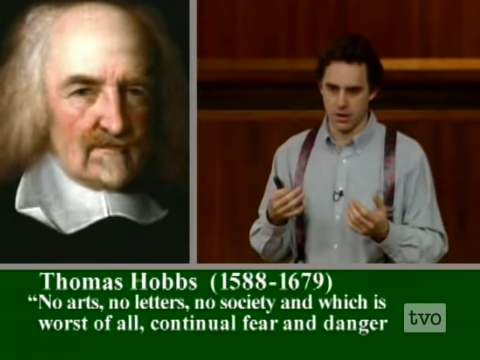 Thomas Hobbs (1588-1679)
“No arts, no letters, no society and which is
worst of all, continual fear and danger
tvo